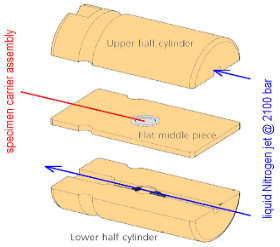 Upper half cylinder
specimen carrier assembly
Flat middle piece
liquid Nitrogen jet @ 2100 bar
Lower half cylinder